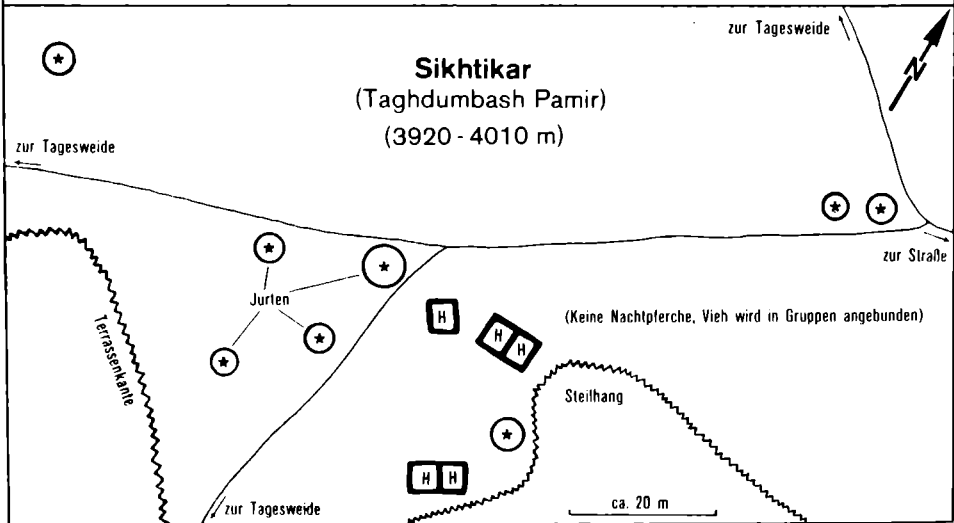 zur Tagesweide
N
Sikhtikar
(Taghdumbash Pamir)
(3920 - 4010 m)
zur Tagesweide
zur Straße
Jurten
Terrassenkante
H
H H
(Keine Nachtpferche, Vieh wird in Gruppen angebunden)
Steilhang
H H
zur Tagesweide
ca. 20 m